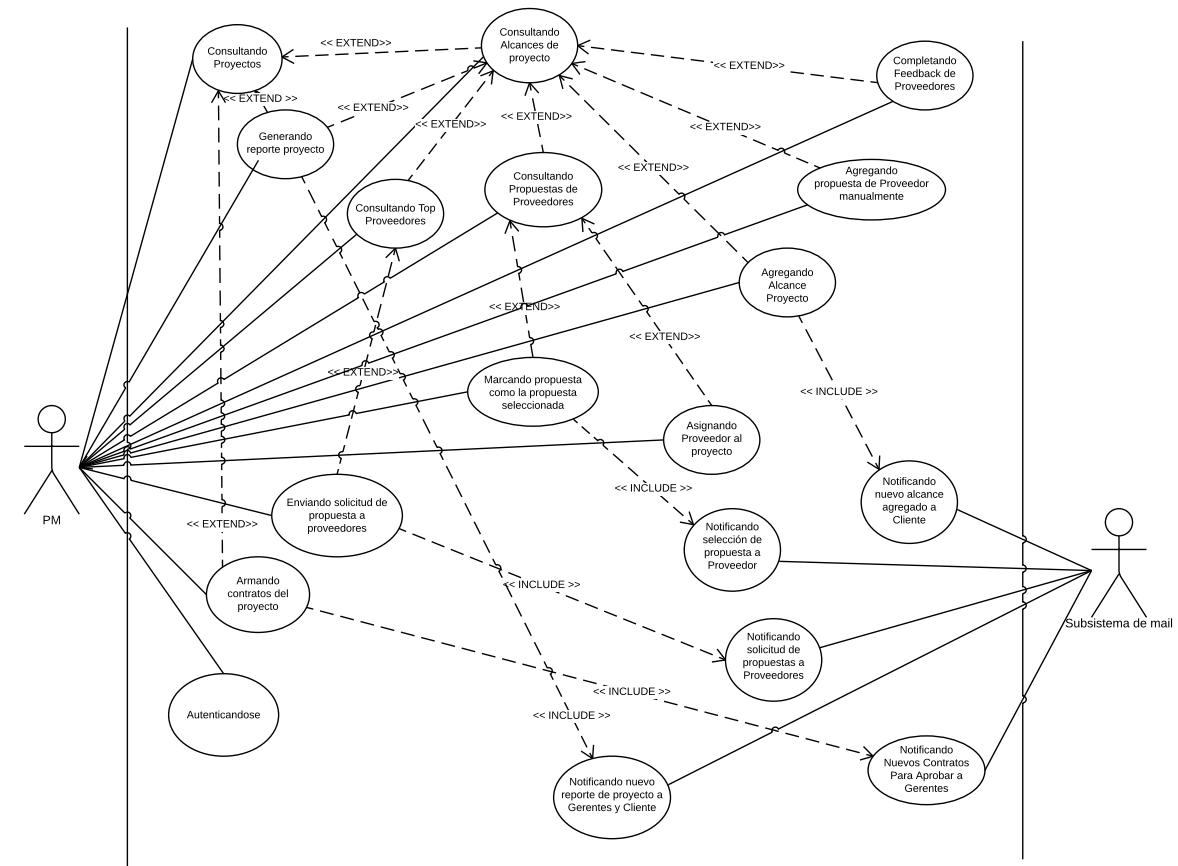 Consultando
Proyectos
<< EXTEND>>
Consultando
Alcances de
proyecto
<< EXTEND>>
Completando
Feedback de
Proveedores
<< EXTEND >>
Generando
reporte proyecto
<< EXTEND>>
<< EXTEND>>
<< EXTEND>>
<< EXTEND>>
Consultando Top
Proveedores
Consultando
Propuestas de
Proveedores
<< EXTEND>>
Agregando
propuesta de Proveedor
manualmente
Agregando
Alcance
Proyecto
<< EXTEND>>
<< EXTEND>>
<< EXTEND>>
Marcando propuesta
como la propuesta
seleccionada
<< INCLUDE >>
Asignando
Proveedor al
proyecto
PM
Enviando solicitud de
propuesta a
proveedores
<< EXTEND>>
<< INCLUDE >>
Notificando
nuevo alcance
agregado a
Cliente
Notificando
selección de
propuesta a
Proveedor
Armando
contratos del
proyecto
<< INCLUDE >>
Subsistema de mail
Notificando
solicitud de
propuestas a
Proveedores
<< INCLUDE >>
Autenticandose
<< INCLUDE >>
Notificando nuevo
reporte de proyecto a
Gerentes y Cliente
Notificando
Nuevos Contratos
Para Aprobar a
Gerentes